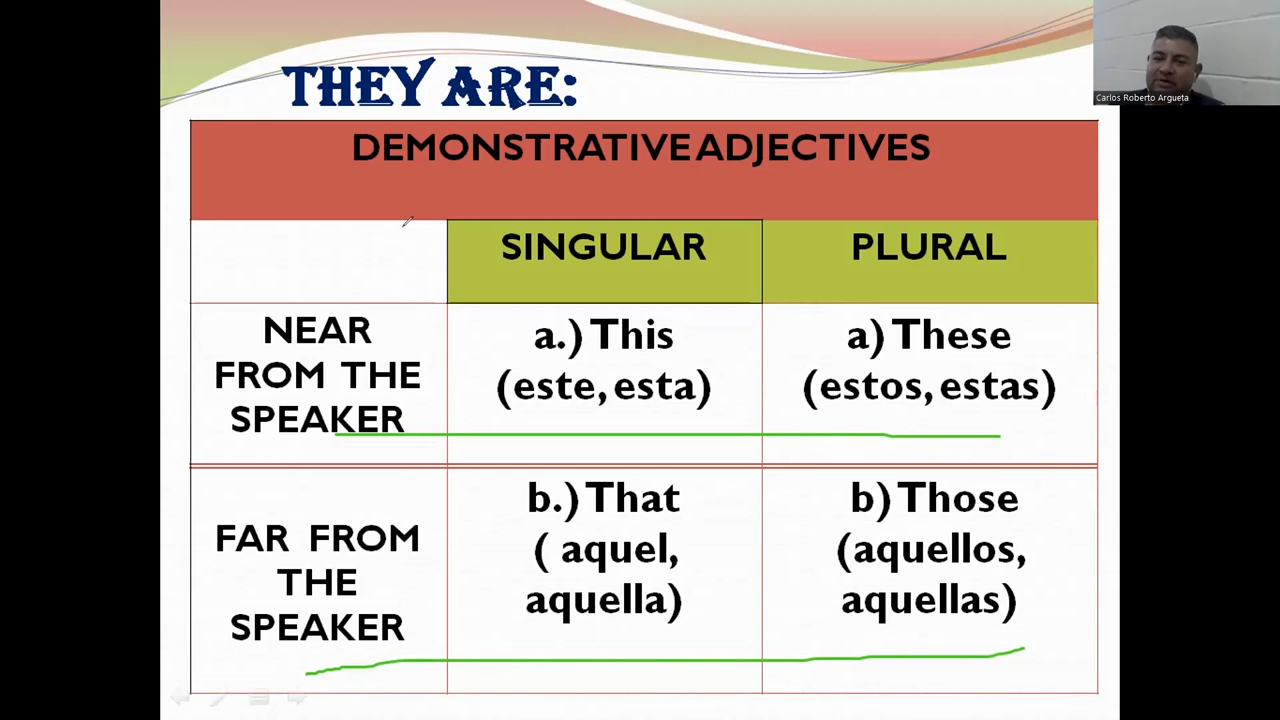 THEY ARE:
Carlos Roberto Argueta
DEMONSTRATIVE ADJECTIVES
SINGULAR
PLURAL
NEAR
FROM THE
SPEAKER
a.) This
(este, esta)
a) These
(estos, estas)
FAR FROM
THE
SPEAKER
b.) That
( aquel,
aquella)
b) Those
(aquellos,
aquellas)